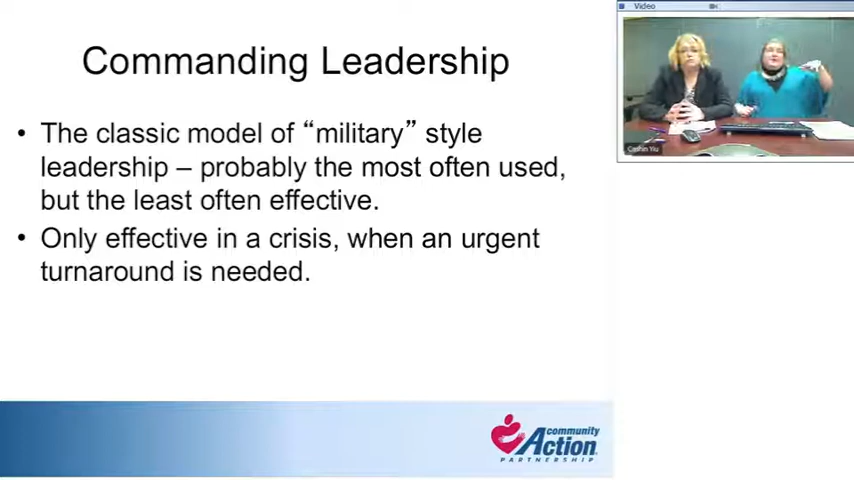 Commanding Leadership
• The classic model of “military” style
leadership – probably the most often used,
but the least often effective.
• Only effective in a crisis, when an urgent
turnaround is needed.
community
Action
PARTNERSHIP
Video